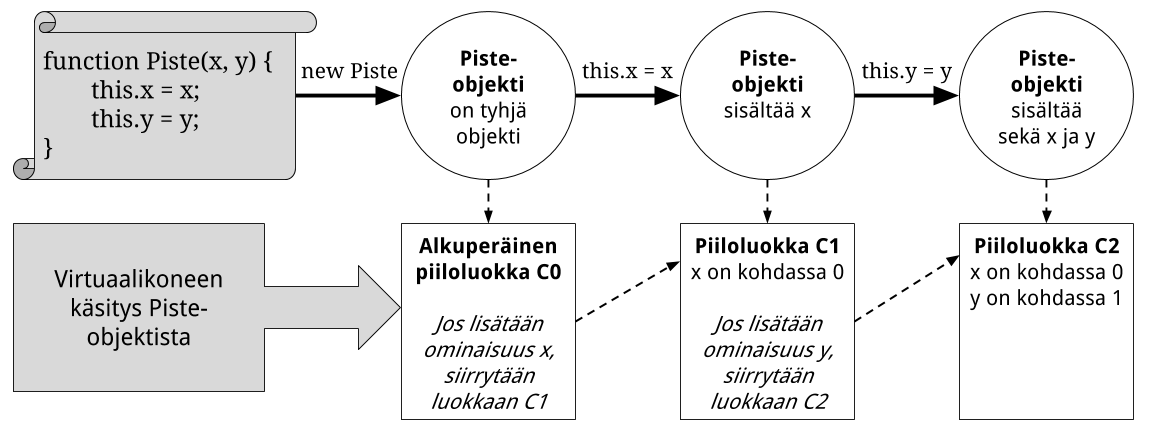 function Piste(x, y) {
this.x = x;
this.y = y;
}
new Piste
Piste-
objekti
on tyhjä
objekti
this.x = x
Piste-
objekti
sisältää x
this.y = y
Piste-
objekti
sisältää
sekä x ja y
Virtuaalikoneen
käsitys Piste-
objektista
Alkuperäinen
piiloluokka C0
Jos lisätään
ominaisuus x,
siirrytään
luokkaan C1
Piiloluokka C1
x on kohdassa 0
Jos lisätään
ominaisuus y,
siirrytään
luokkaan C2
Piiloluokka C2
x on kohdassa 0
y on kohdassa 1